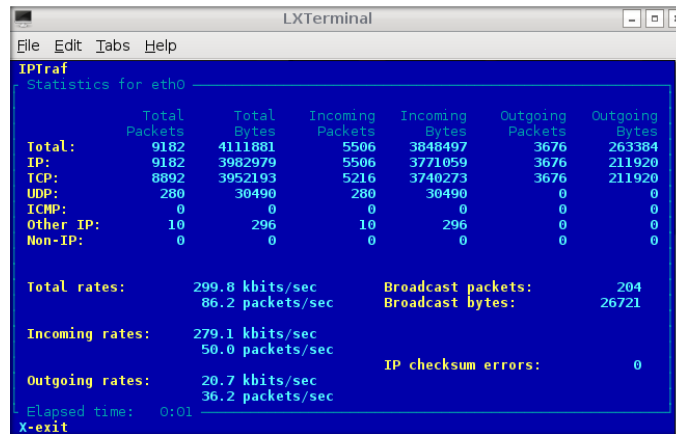 LXTerminal
File Edit Tabs Help
IPTraf
Statistics for eth0
Total Total Incoming Incoming Outgoing Outgoing
Packets Bytes Packets Bytes Packets Bytes
Total: 9182 4111881 5506 3848497 3676 263384
IP: 9182 3982979 5506 3771059 3676 211920
TCP: 8892 3952193 5216 3740273 3676 211920
UDP: 280 30490 280 30490 0 0
ICMP: 0 0 0 0 0 0
Other IP: 10 296 10 296 0 0
Non-IP: 0 0 0 0 0 0
Total rates: 299.8 kbits/sec Broadcast packets: 204
86.2 packets/sec Broadcast bytes: 26721
Incoming rates: 279.1 kbits/sec
50.0 packets/sec
IP checksum errors: 0
Outgoing rates: 20.7 kbits/sec
36.2 packets/sec
Elapsed time: 0:01
X-exit